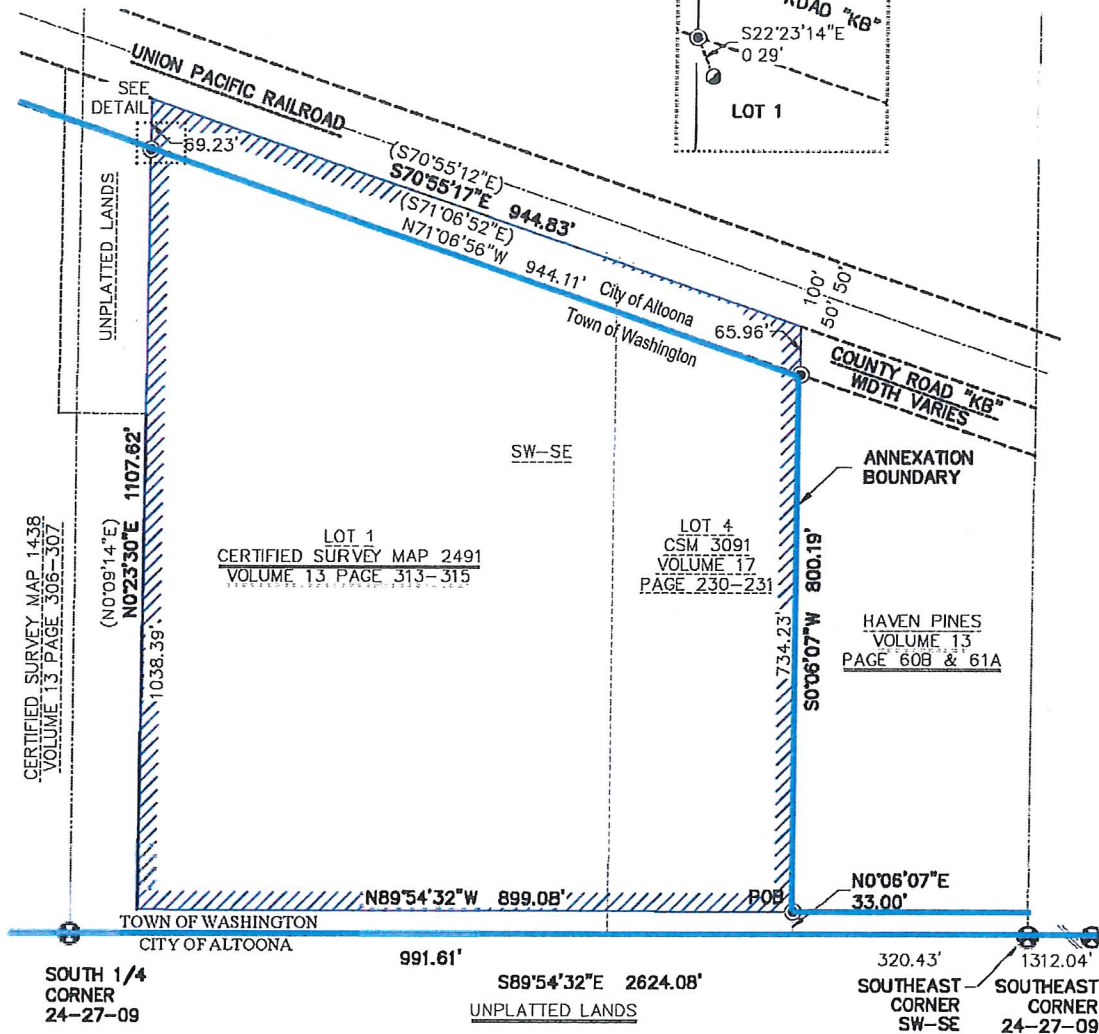 ROAD "KB"
S22°23'14"E
0.29'
LOT 1
UNION PACIFIC RAILROAD
SEE
DETAIL
69.23'
(S70°55'12"E)
S70°55'17"E 944.83'
(S71°06'52"E)
N71°06'56"W 944.11'
City of Altoona
Town of Washington
65.96'
100'
50' 50'
COUNTY ROAD "KB"
WIDTH VARIES
UNPLATTED LANDS
ANNEXATION
BOUNDARY
SW-SE
LOT 1
CERTIFIED SURVEY MAP 2491
VOLUME 13 PAGE 313-315
LOT 4
CSM 3091
VOLUME 17
PAGE 230-231
HAVEN PINES
VOLUME 13
PAGE 60B & 61A
CERTIFIED SURVEY MAP 1438
VOLUME 13 PAGE 306-307
(N0°09'14"E)
N0°23'30"E 1107.62'
1038.39'
734.23'
S0°06'07"W 800.19'
N89°54'32"W 899.08'
POB
N0°06'07"E
33.00'
TOWN OF WASHINGTON
CITY OF ALTOONA
SOUTH 1/4
CORNER
24-27-09
991.61'
S89°54'32"E 2624.08'
UNPLATTED LANDS
320.43'
SOUTHEAST
CORNER
SW-SE
1312.04'
SOUTHEAST
CORNER
24-27-09